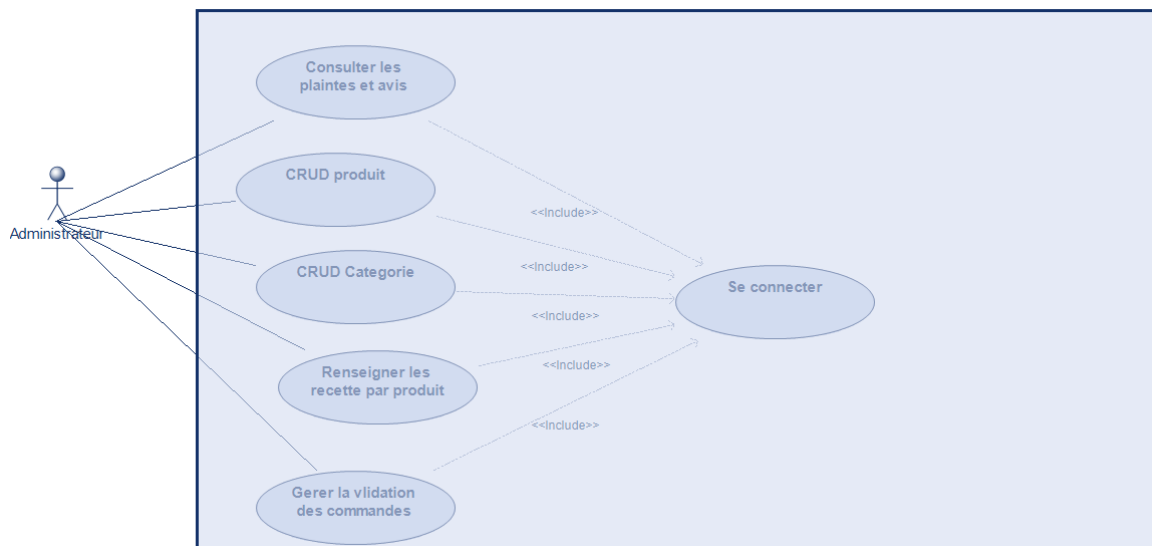 Consulter les
plaintes et avis
CRUD produit
<<Include>>
Administrateur
<<Include>>
CRUD Categorie
Se connecter
<<Include>>
Renseigner les
recette par produit
<<Include>>
<<Include>>
Gerer la vlidation
des commandes